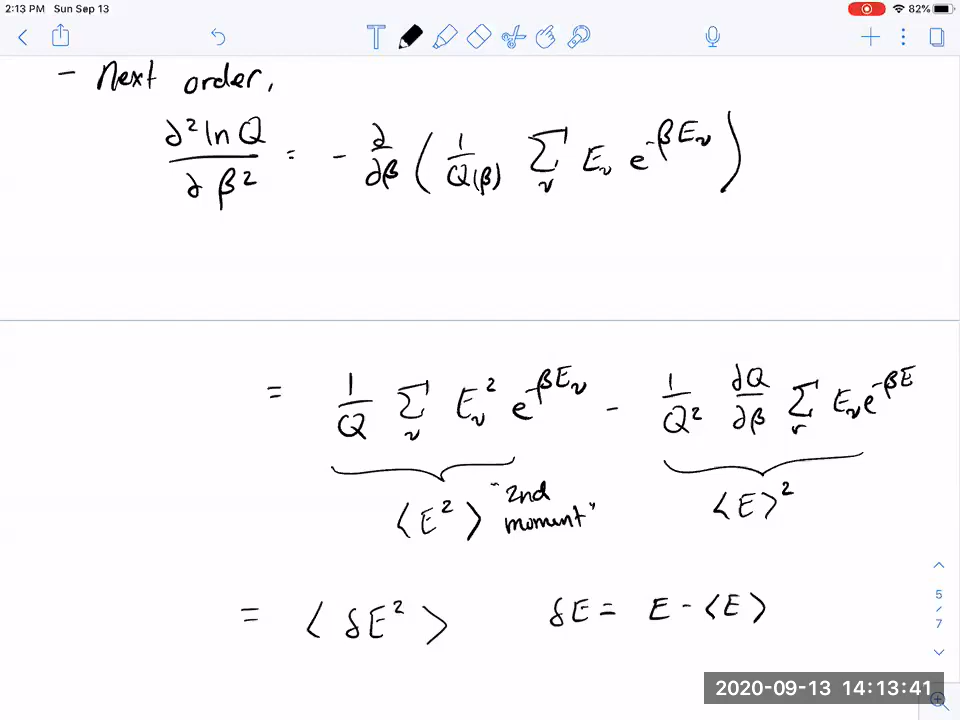 2:13 PM Sun Sep 13
82%
- Next order,
∂² ln Q / ∂β² = - ∂/∂β ( 1/Q(β) Σ_ν E_ν e^{-βE_ν} )
= 1/Q Σ_ν E_ν² e^{-βE_ν} - 1/Q² ∂Q/∂β Σ_ν E_ν e^{-βE}
⟨E²⟩ "2nd moment" ⟨E⟩²
= ⟨δE²⟩ δE = E - ⟨E⟩
5 / 7
2020-09-13 14:13:41